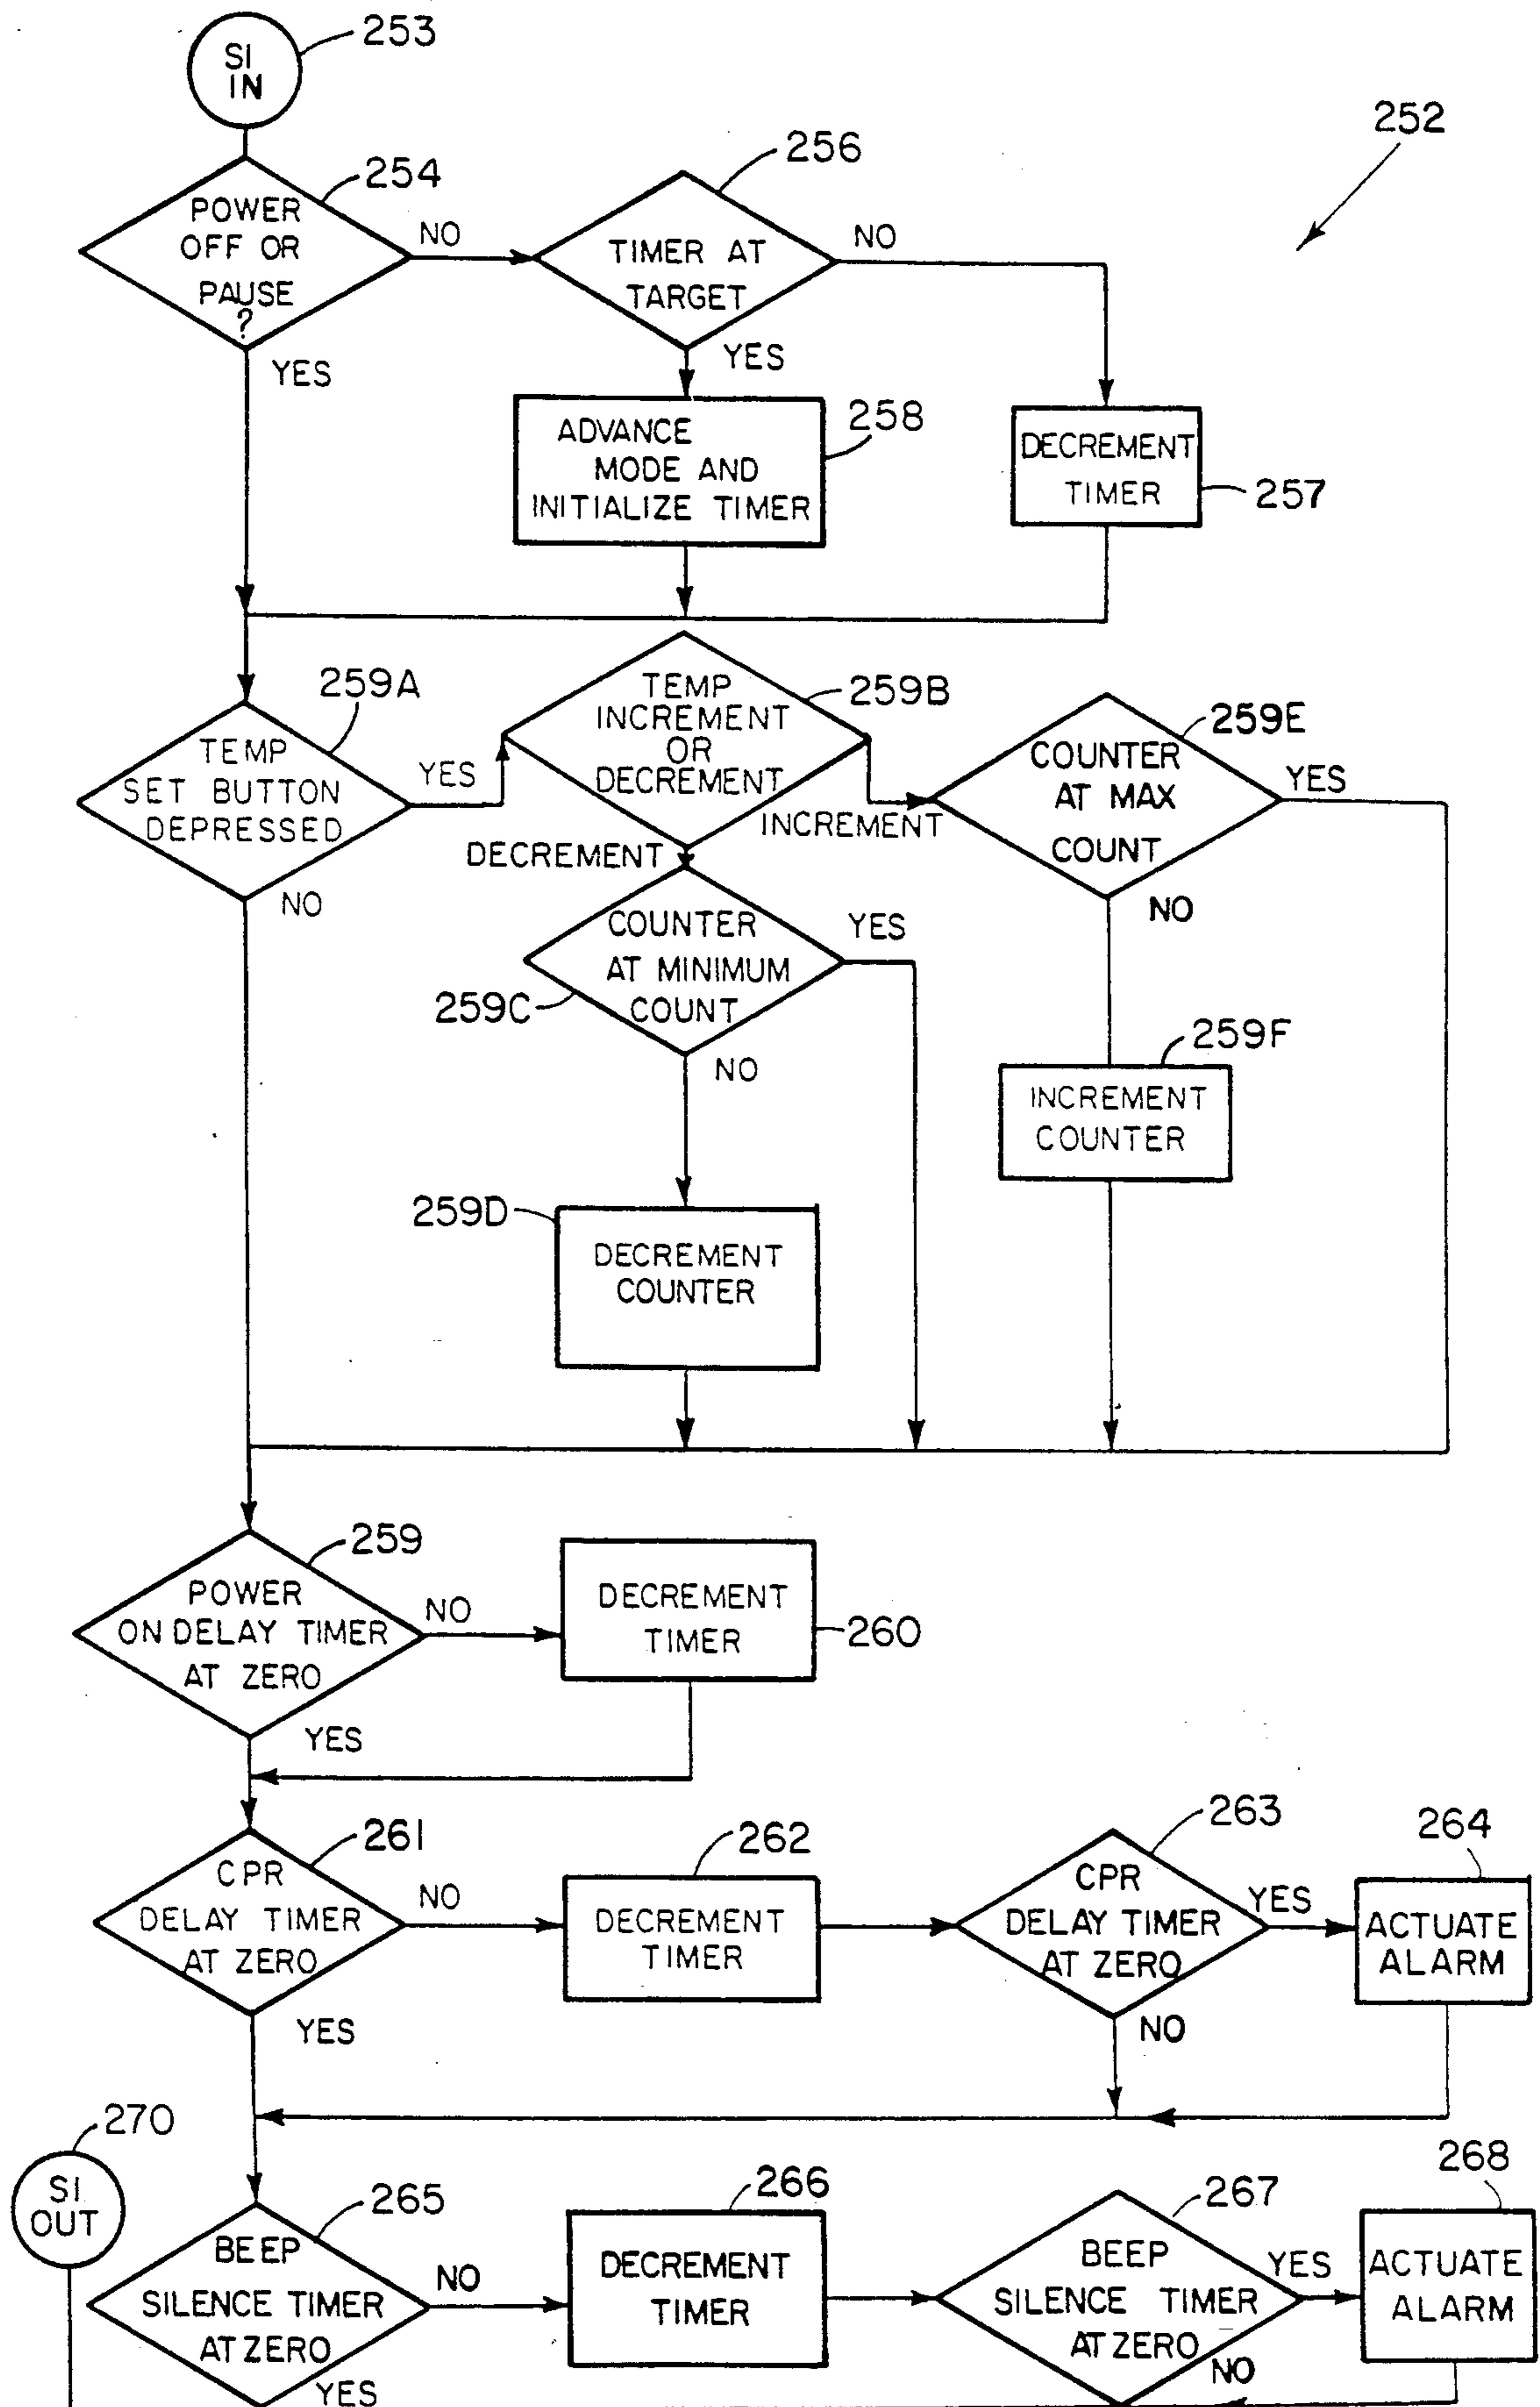 SI
IN
253
252
254
POWER
OFF OR
PAUSE
?
NO
YES
256
TIMER AT
TARGET
NO
YES
258
ADVANCE
MODE AND
INITIALIZE TIMER
DECREMENT
TIMER
257
259A
TEMP
SET BUTTON
DEPRESSED
YES
NO
259B
TEMP
INCREMENT
OR
DECREMENT
INCREMENT
DECREMENT
259E
COUNTER
AT MAX
COUNT
YES
NO
COUNTER
AT MINIMUM
COUNT
259C
YES
NO
259F
INCREMENT
COUNTER
259D
DECREMENT
COUNTER
259
POWER
ON DELAY TIMER
AT ZERO
NO
YES
DECREMENT
TIMER
260
261
CPR
DELAY TIMER
AT ZERO
NO
YES
262
DECREMENT
TIMER
263
CPR
DELAY TIMER
AT ZERO
YES
NO
264
ACTUATE
ALARM
270
SI
OUT
265
BEEP
SILENCE TIMER
AT ZERO
NO
YES
266
DECREMENT
TIMER
267
BEEP
SILENCE TIMER
AT ZERO
YES
NO
268
ACTUATE
ALARM